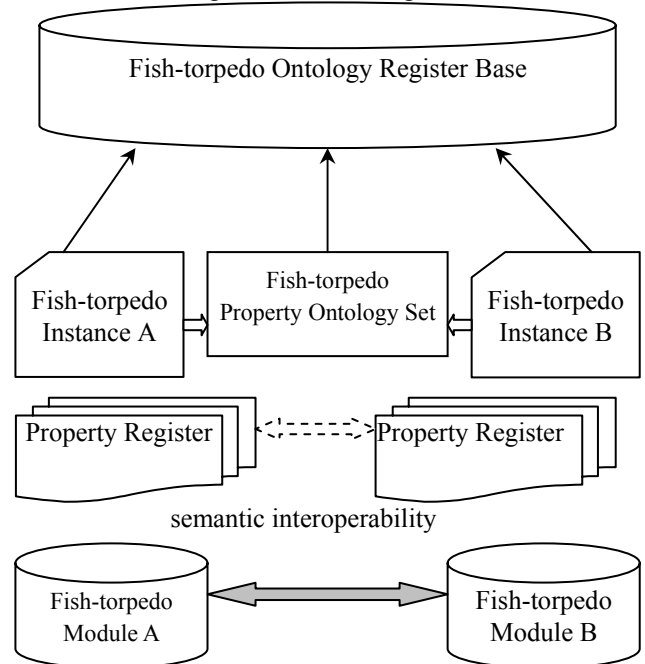 Fish-torpedo Ontology Register Base
Fish-torpedo
Instance A
Fish-torpedo
Property Ontology Set
Fish-torpedo
Instance B
Property Register
Property Register
semantic interoperability
Fish-torpedo
Module A
Fish-torpedo
Module B